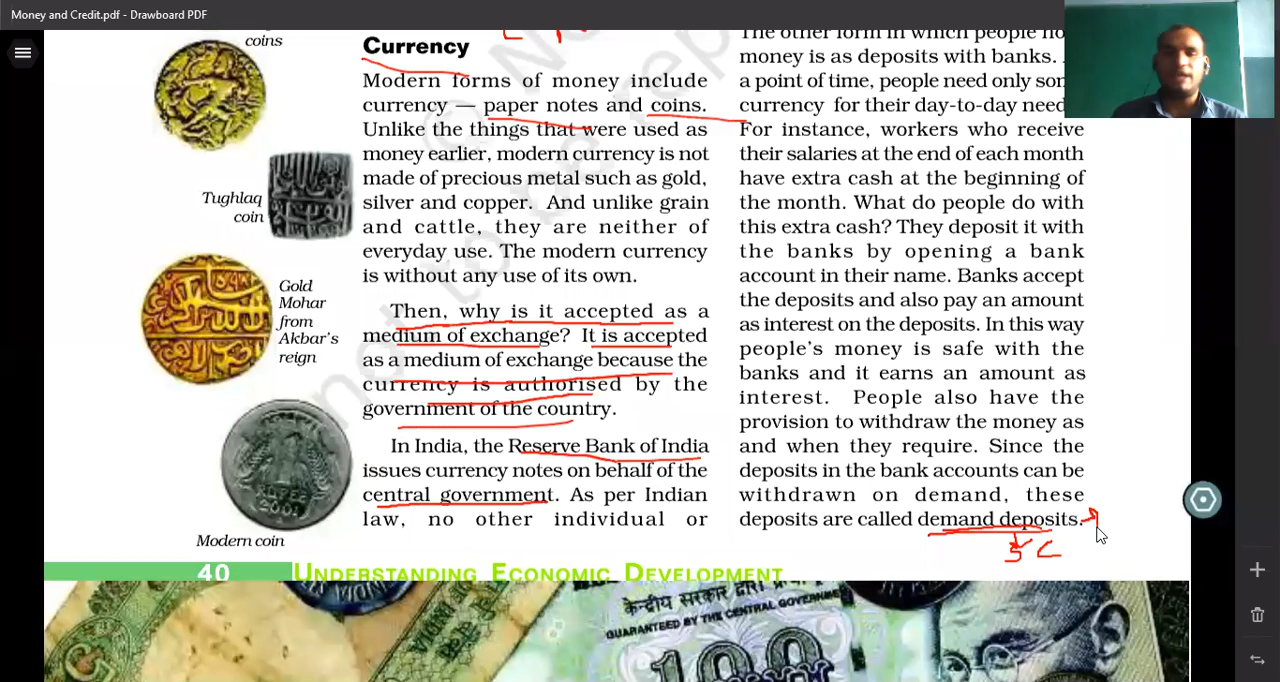 Money and Credit.pdf - Drawboard PDF
coins
Tughlaq
coin
Gold
Mohar
from
Akbar's
reign
Modern coin
Currency
Modern forms of money include
currency — paper notes and coins.
Unlike the things that were used as
money earlier, modern currency is not
made of precious metal such as gold,
silver and copper. And unlike grain
and cattle, they are neither of
everyday use. The modern currency
is without any use of its own.
Then, why is it accepted as a
medium of exchange? It is accepted
as a medium of exchange because the
currency is authorised by the
government of the country.
In India, the Reserve Bank of India
issues currency notes on behalf of the
central government. As per Indian
law, no other individual or
The other form in which people
money is as deposits with banks.
a point of time, people need only
currency for their day-to-day
For instance, workers who receive
their salaries at the end of each month
have extra cash at the beginning of
the month. What do people do with
this extra cash? They deposit it with
the banks by opening a bank
account in their name. Banks accept
the deposits and also pay an amount
as interest on the deposits. In this way
people's money is safe with the
banks and it earns an amount as
interest. People also have the
provision to withdraw the money as
and when they require. Since the
deposits in the bank accounts can be
withdrawn on demand, these
deposits are called demand deposits.
40 UNDERSTANDING ECONOMIC DEVELOPMENT
केन्द्रीय सरकार द्वारा
GUARANTEED BY THE CENTRAL GOVERNME
100
2001